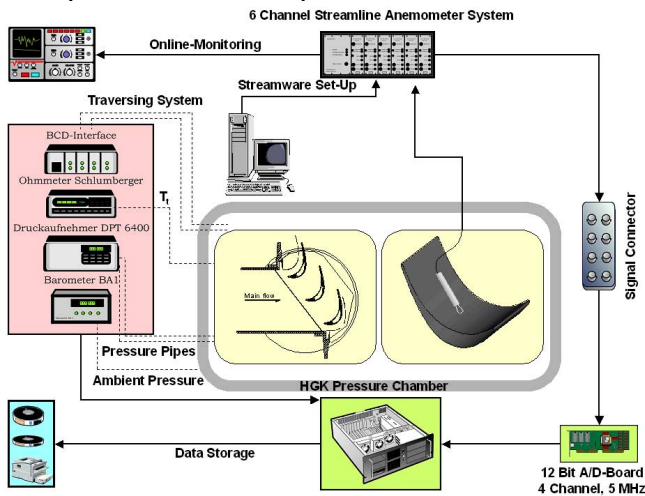 6 Channel Streamline Anemometer System
Online-Monitoring
Streamware Set-Up
Traversing System
BCD-Interface
Ohmmeter Schlumberger
Tt
Druckaufnehmer DPT 6400
Barometer BA1
Main flow
Signal Connector
Pressure Pipes
Ambient Pressure
HGK Pressure Chamber
Data Storage
12 Bit A/D-Board
4 Channel, 5 MHz